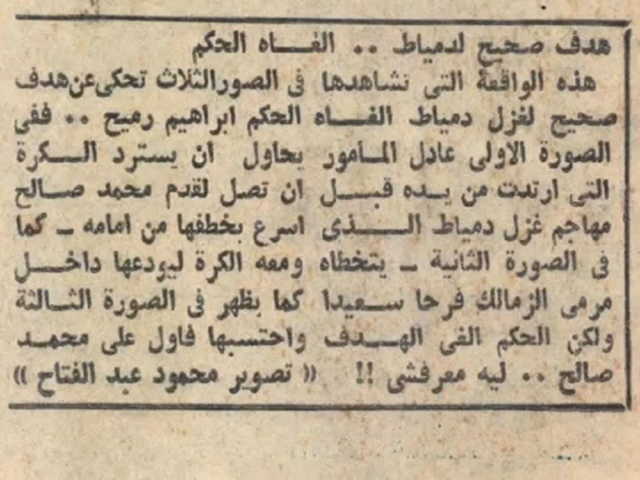 هدف صحيح لدمياط .. الغاه الحكم
هذه الواقعة التى نشاهدها فى الصور الثلاث تحكى عن هدف
صحيح لغزل دمياط الغاه الحكم ابراهيم رميح .. ففى
الصورة الاولى عادل المأمور يحاول ان يسترد الكرة
التى ارتدت من يده قبل ان تصل لقدم محمد صالح
مهاجم غزل دمياط الذى اسرع بخطفها من امامه _ كما
فى الصورة الثانية _ يتخطاه ومعه الكرة ليودعها داخل
مرمى الزمالك فرحا سعيدا كما يظهر فى الصورة الثالثة
ولكن الحكم الغى الهدف واحتسبها فاول على محمد
صالح .. ليه معرفشى !! « تصوير محمود عبد الفتاح »